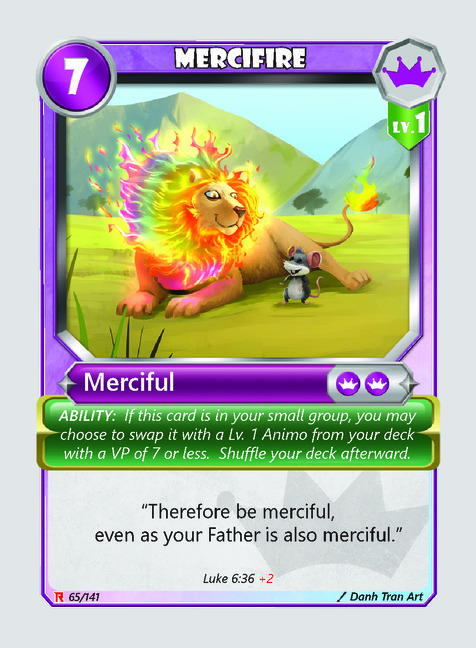 7
MERCIFIRE
LV.1
Merciful
ABILITY: If this card is in your small group, you may
choose to swap it with a Lv. 1 Animo from your deck
with a VP of 7 or less. Shuffle your deck afterward.
“Therefore be merciful,
even as your Father is also merciful.”
Luke 6:36 +2
R 65/141
Danh Tran Art